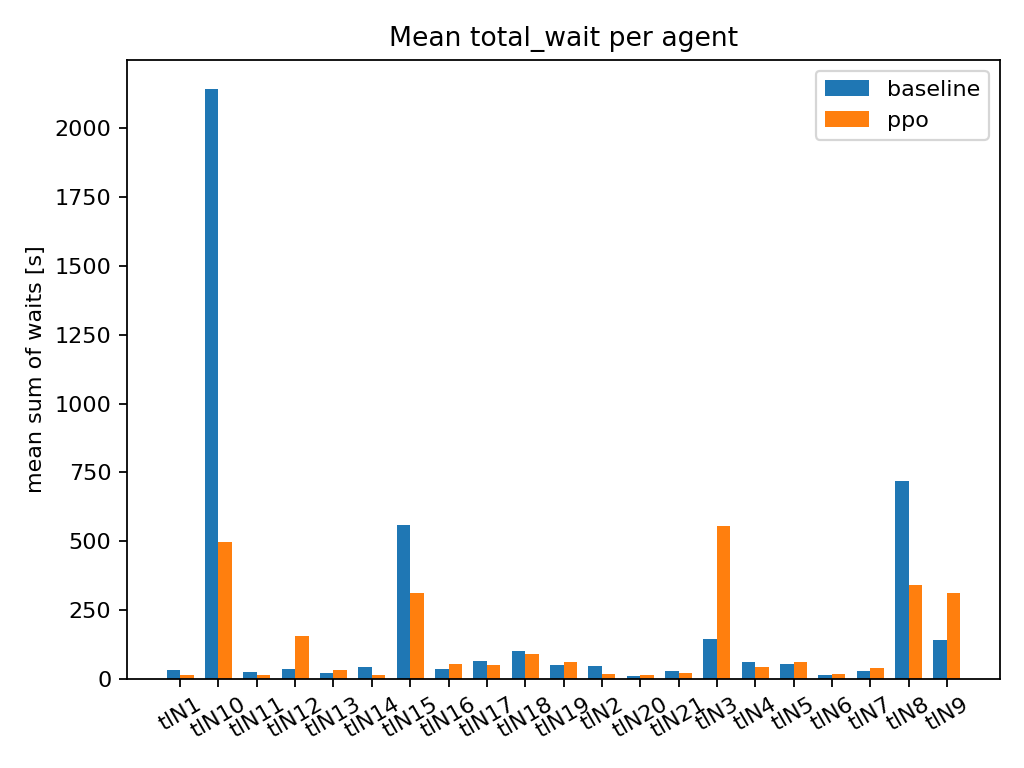 Mean total_wait per agent
baseline
ppo
mean sum of waits [s]
2000
1750
1500
1250
1000
750
500
250
0
tlN1 tlN10 tlN11 tlN12 tlN13 tlN14 tlN15 tlN16 tlN17 tlN18 tlN19 tlN2 tlN20 tlN21 tlN3 tlN4 tlN5 tlN6 tlN7 tlN8 tlN9